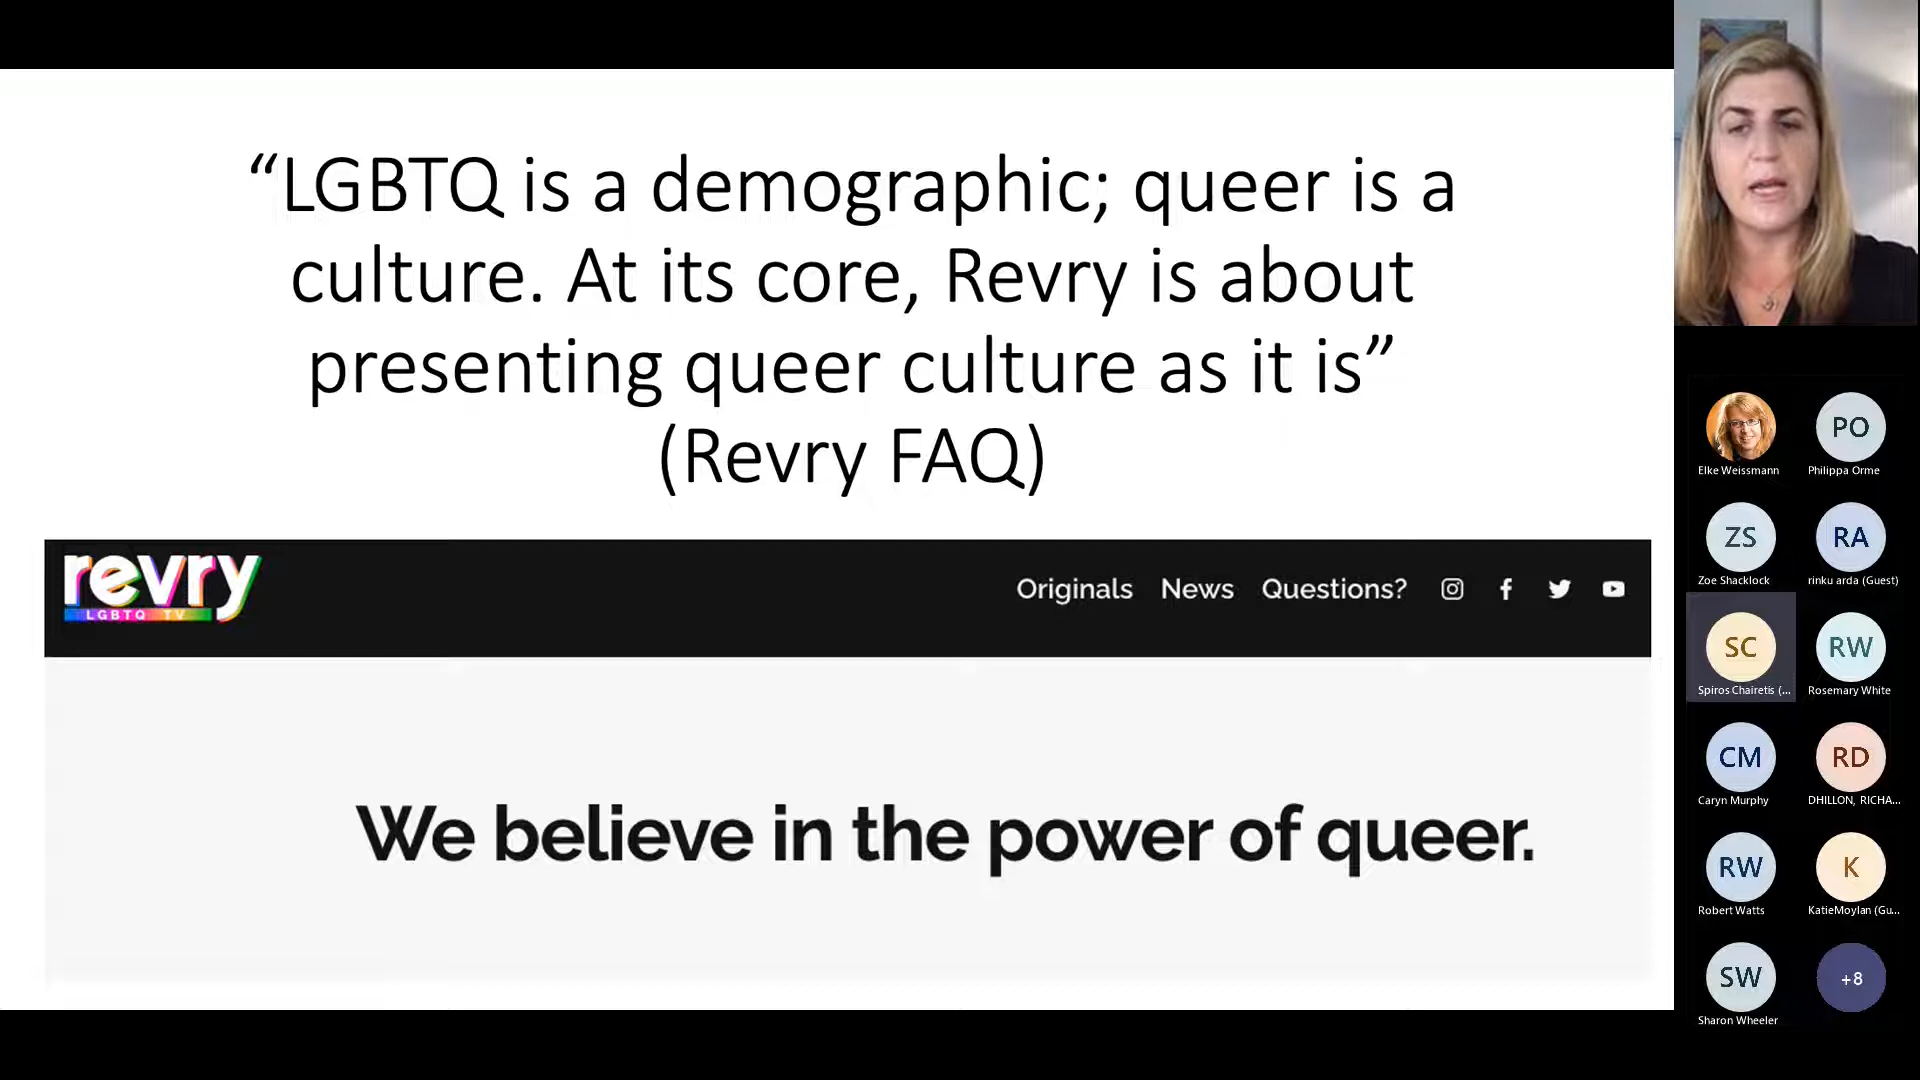 “LGBTQ is a demographic; queer is a
culture. At its core, Revry is about
presenting queer culture as it is”
(Revry FAQ)
revry
LGBTQ TV
Originals News Questions?
We believe in the power of queer.
Elke Weissmann
PO
Philippa Orme
ZS
Zoe Shacklock
RA
rinku arda (Guest)
SC
Spiros Chairetis (...
RW
Rosemary White
CM
Caryn Murphy
RD
DHILLON, RICHA...
RW
Robert Watts
K
KatieMoylan (Gu...
SW
Sharon Wheeler
+8